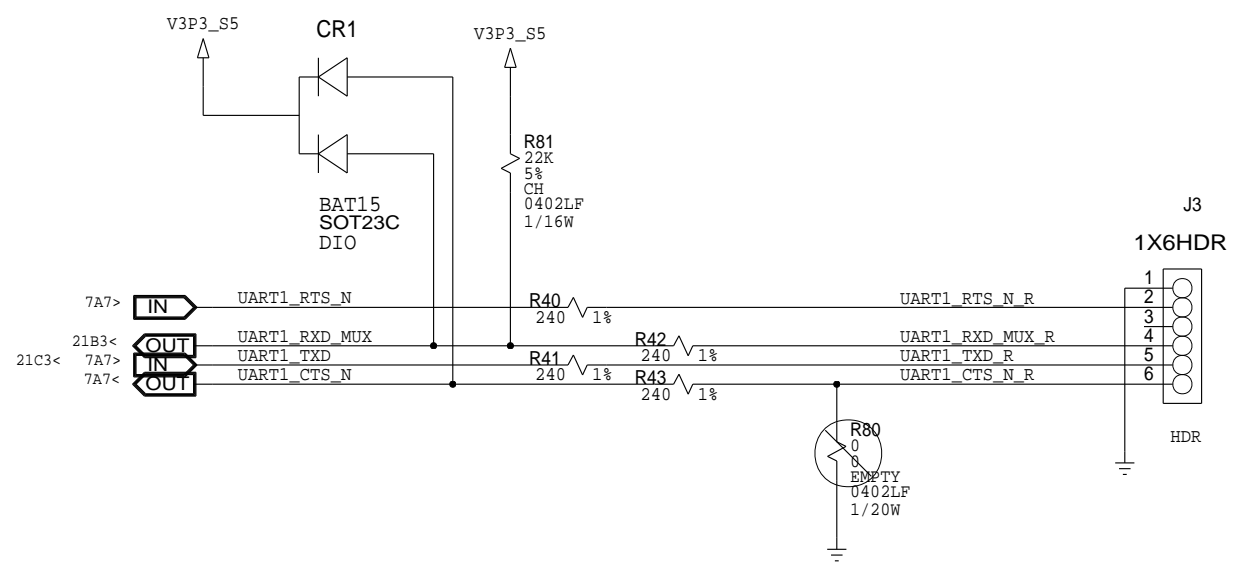 V3P3_S5
CR1
V3P3_S5
R81
22K
5%
CH
0402LF
1/16W
BAT15
SOT23C
DIO
J3
1X6HDR
7A7> IN UART1_RTS_N R40 240 1% UART1_RTS_N_R 1 2
3
21B3< OUT UART1_RXD_MUX R42 240 1% UART1_RXD_MUX_R 4
21C3< 7A7> IN UART1_TXD R41 240 1% UART1_TXD_R 5
7A7< OUT UART1_CTS_N R43 240 1% UART1_CTS_N_R 6
HDR
R80
0
0
EMPTY
0402LF
1/20W